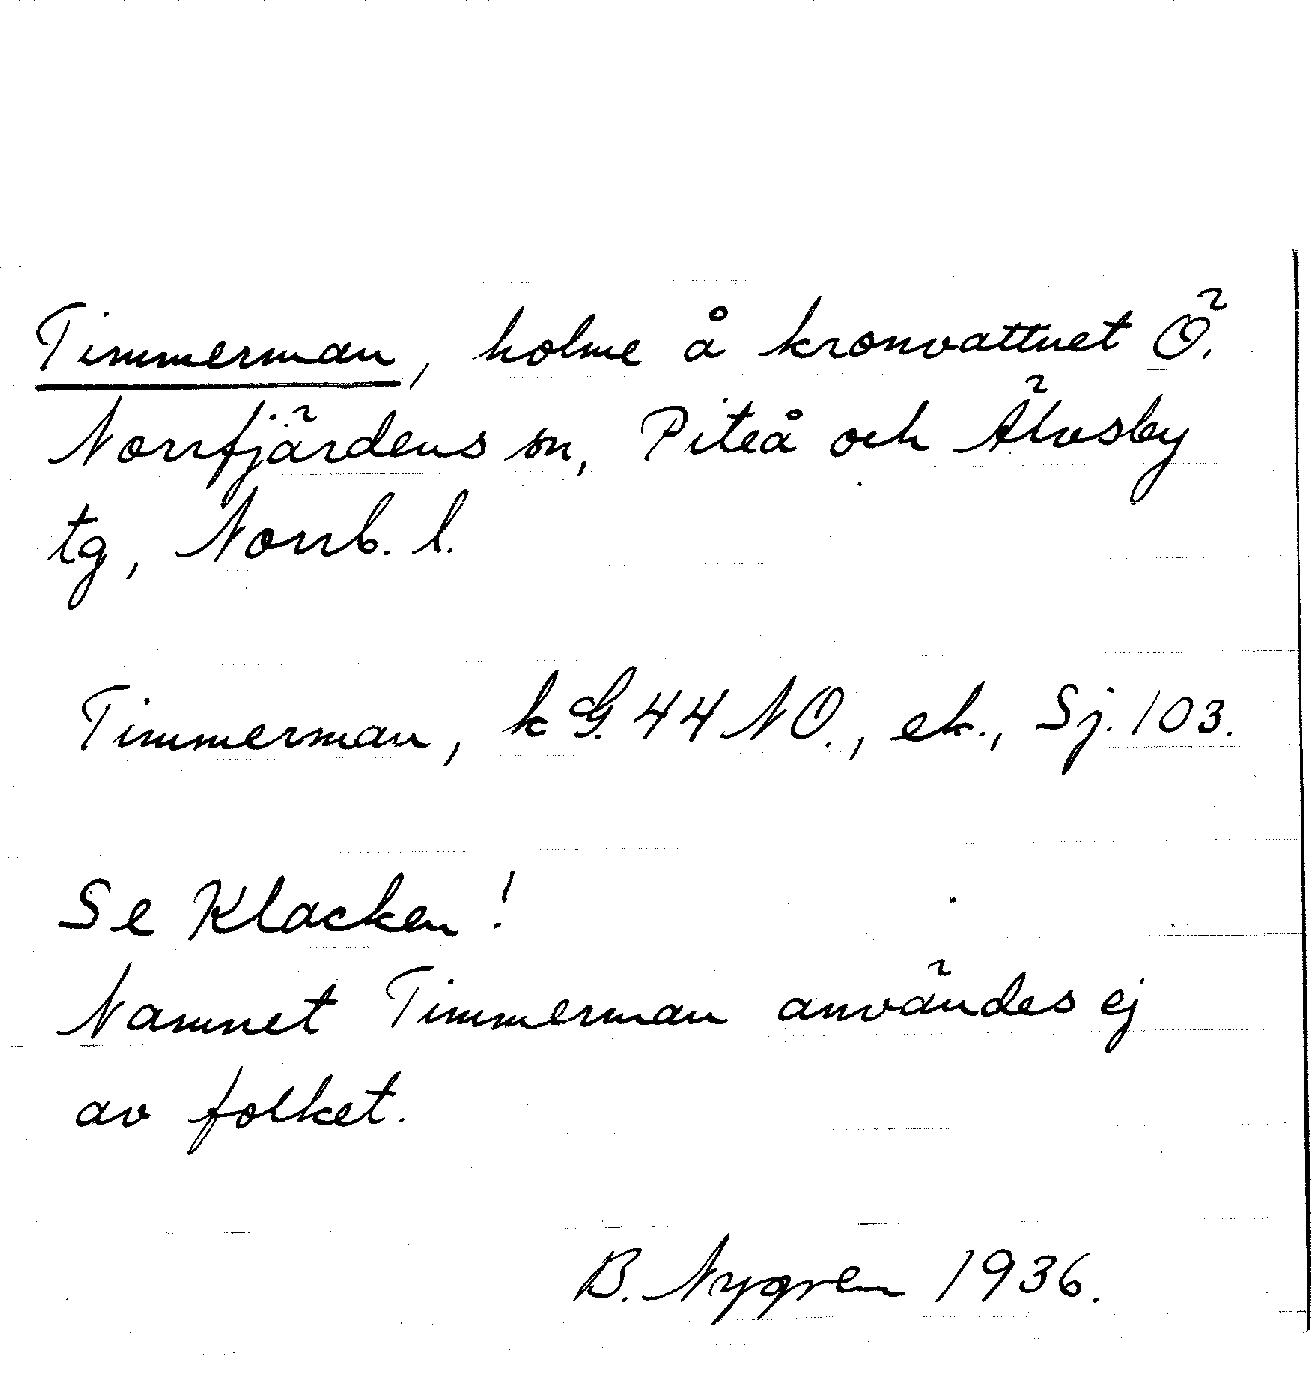 Timmerman, holme å kronvattnet Ö.
Norrfjärdens sn, Piteå och Älvsby
tg, Norrb. l.
Timmerman, k G. 44 NO., ek., Sj. 103.
Se Klacken!
Namnet Timmerman användes ej
av folket.
B. Nygren 1936.